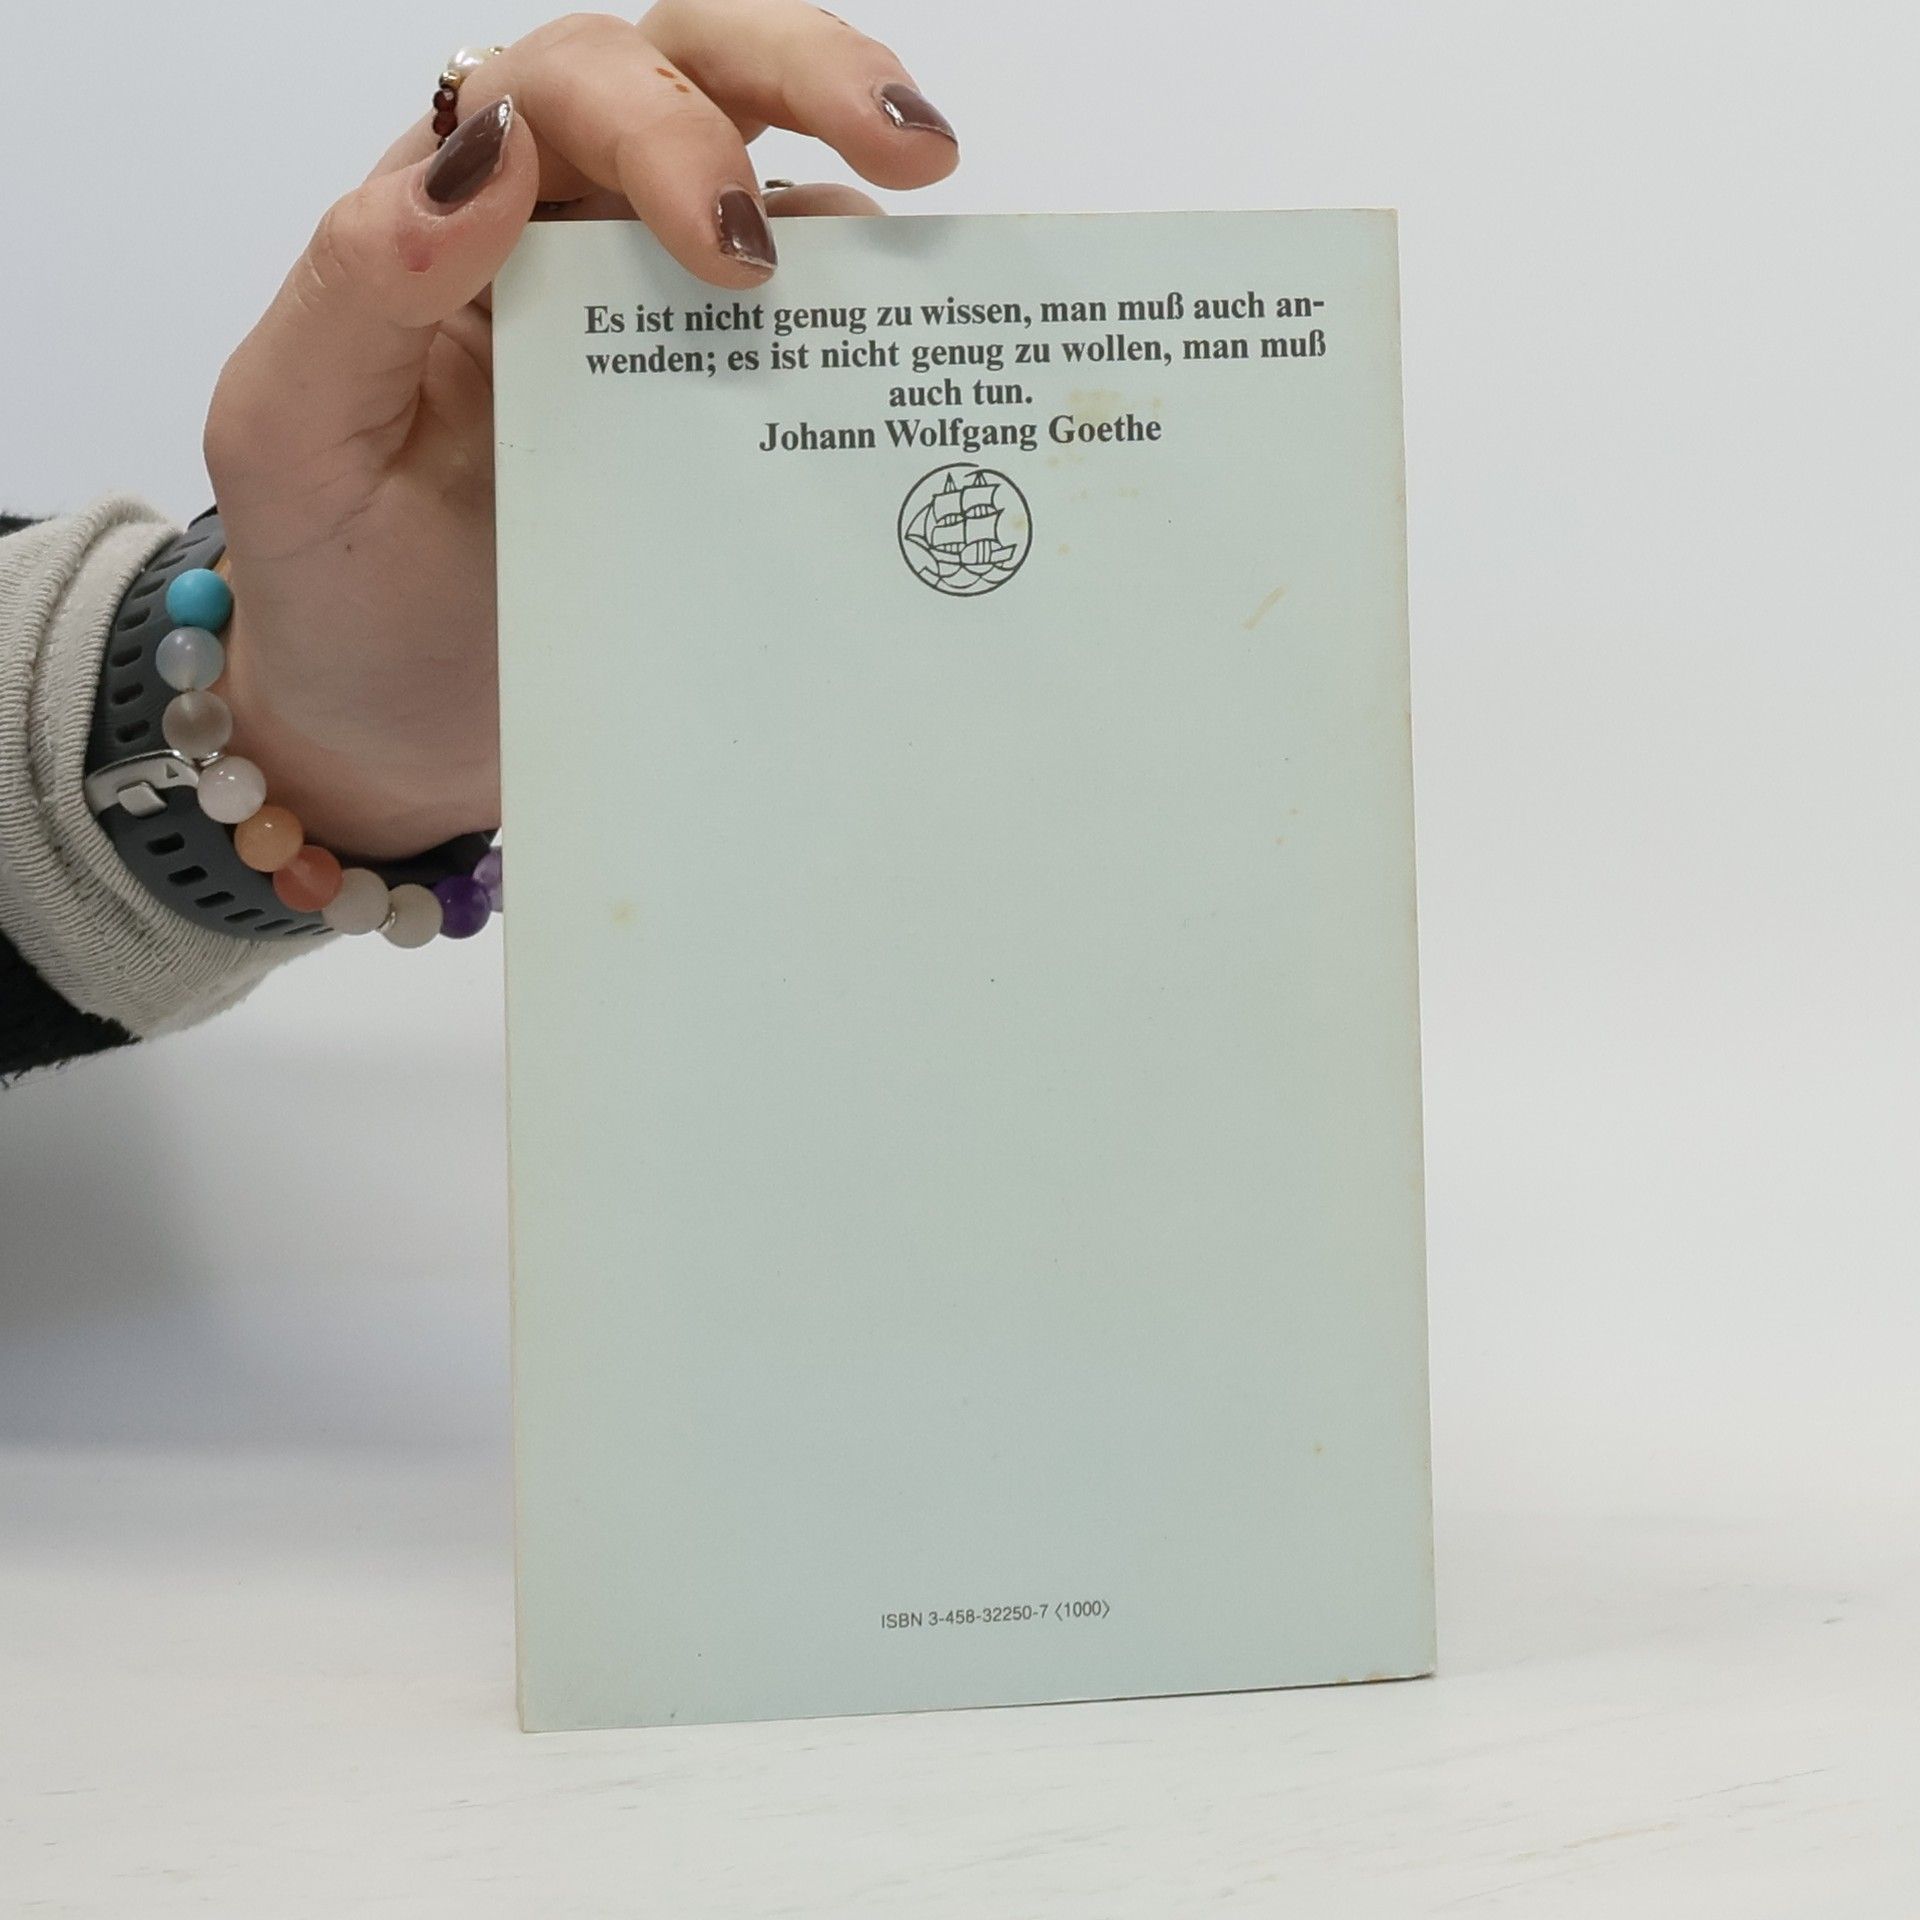 Es ist nicht genug zu wissen, man muß auch an-
wenden; es ist nicht genug zu wollen, man muß
auch tun.
Johann Wolfgang Goethe
ISBN 3-458-32250-7 〈1000〉